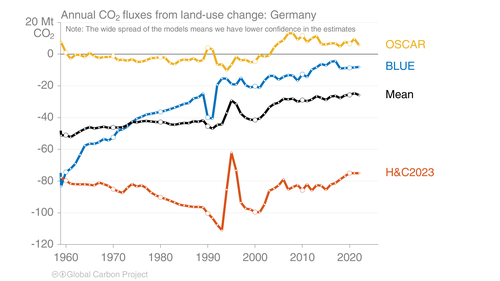 Annual CO₂ fluxes from land-use change: Germany
20 Mt
CO₂
Note: The wide spread of the models means we have lower confidence in the estimates
OSCAR
0
BLUE
-20
Mean
-40
-60
-80
H&C2023
-100
-120
1960 1970 1980 1990 2000 2010 2020
Global Carbon Project